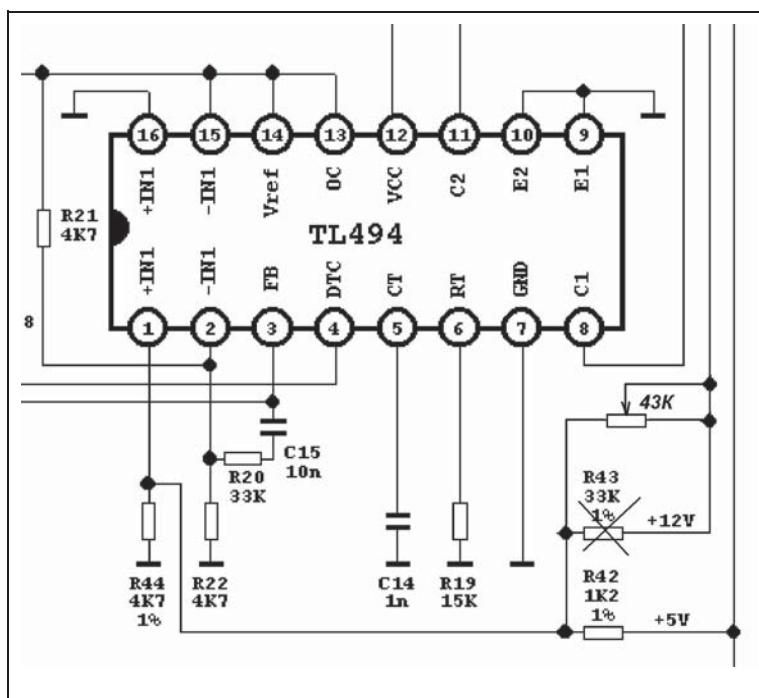 16 15 14 13 12 11 10 9
+IN1 -IN1 Vref OC VCC C2 E2 E1
R21
4K7
TL494
+IN1 -IN1 FB DTC CT RT GND C1
8
1 2 3 4 5 6 7 8
43K
C15
10n
R20
33K
R43
33K
1%
+12V
R44
4K7
1%
R22
4K7
C14
1n
R19
15K
R42
1K2
1%
+5V